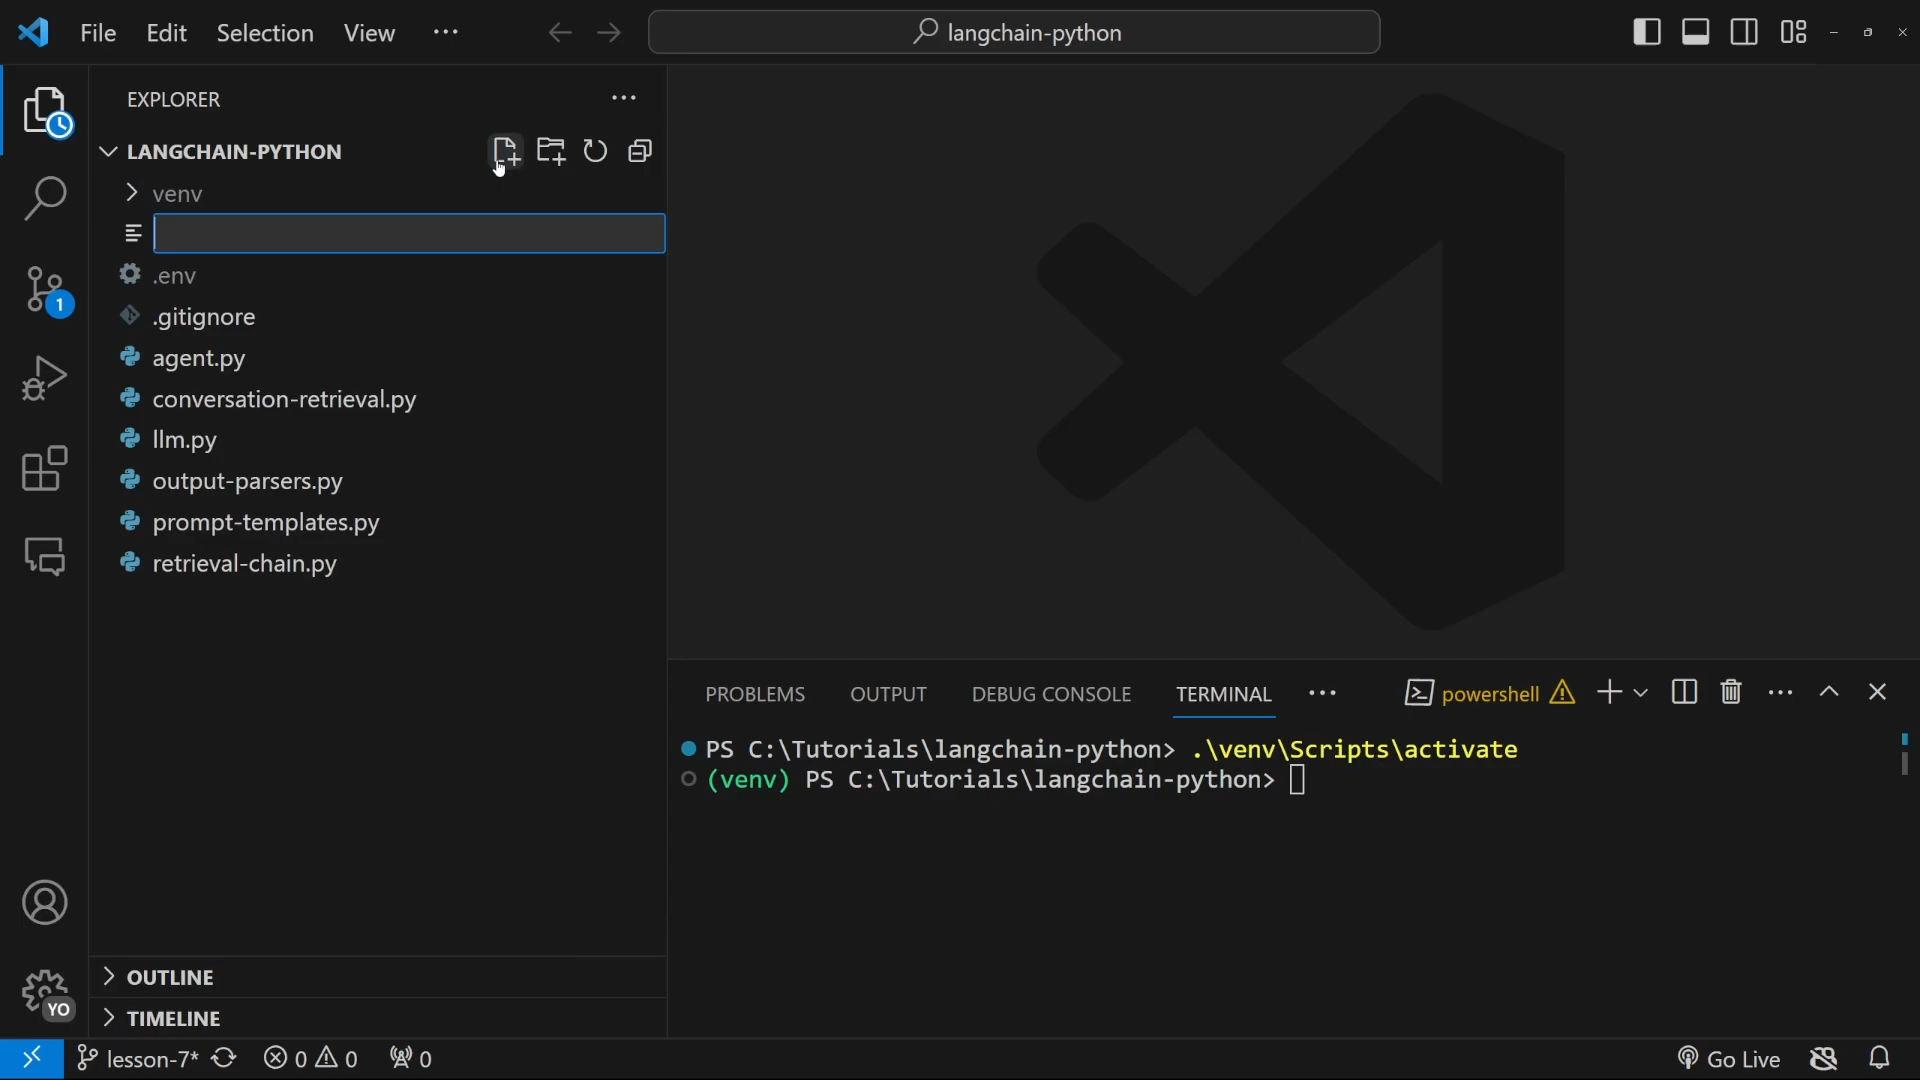 File Edit Selection View ··· langchain-python
EXPLORER ···
LANGCHAIN-PYTHON
venv
.env
.gitignore
agent.py
conversation-retrieval.py
llm.py
output-parsers.py
prompt-templates.py
retrieval-chain.py
1
PROBLEMS OUTPUT DEBUG CONSOLE TERMINAL ··· powershell ···
PS C:\Tutorials\langchain-python> .\venv\Scripts\activate
(venv) PS C:\Tutorials\langchain-python>
OUTLINE
YO
TIMELINE
lesson-7* 0 0 0 Go Live